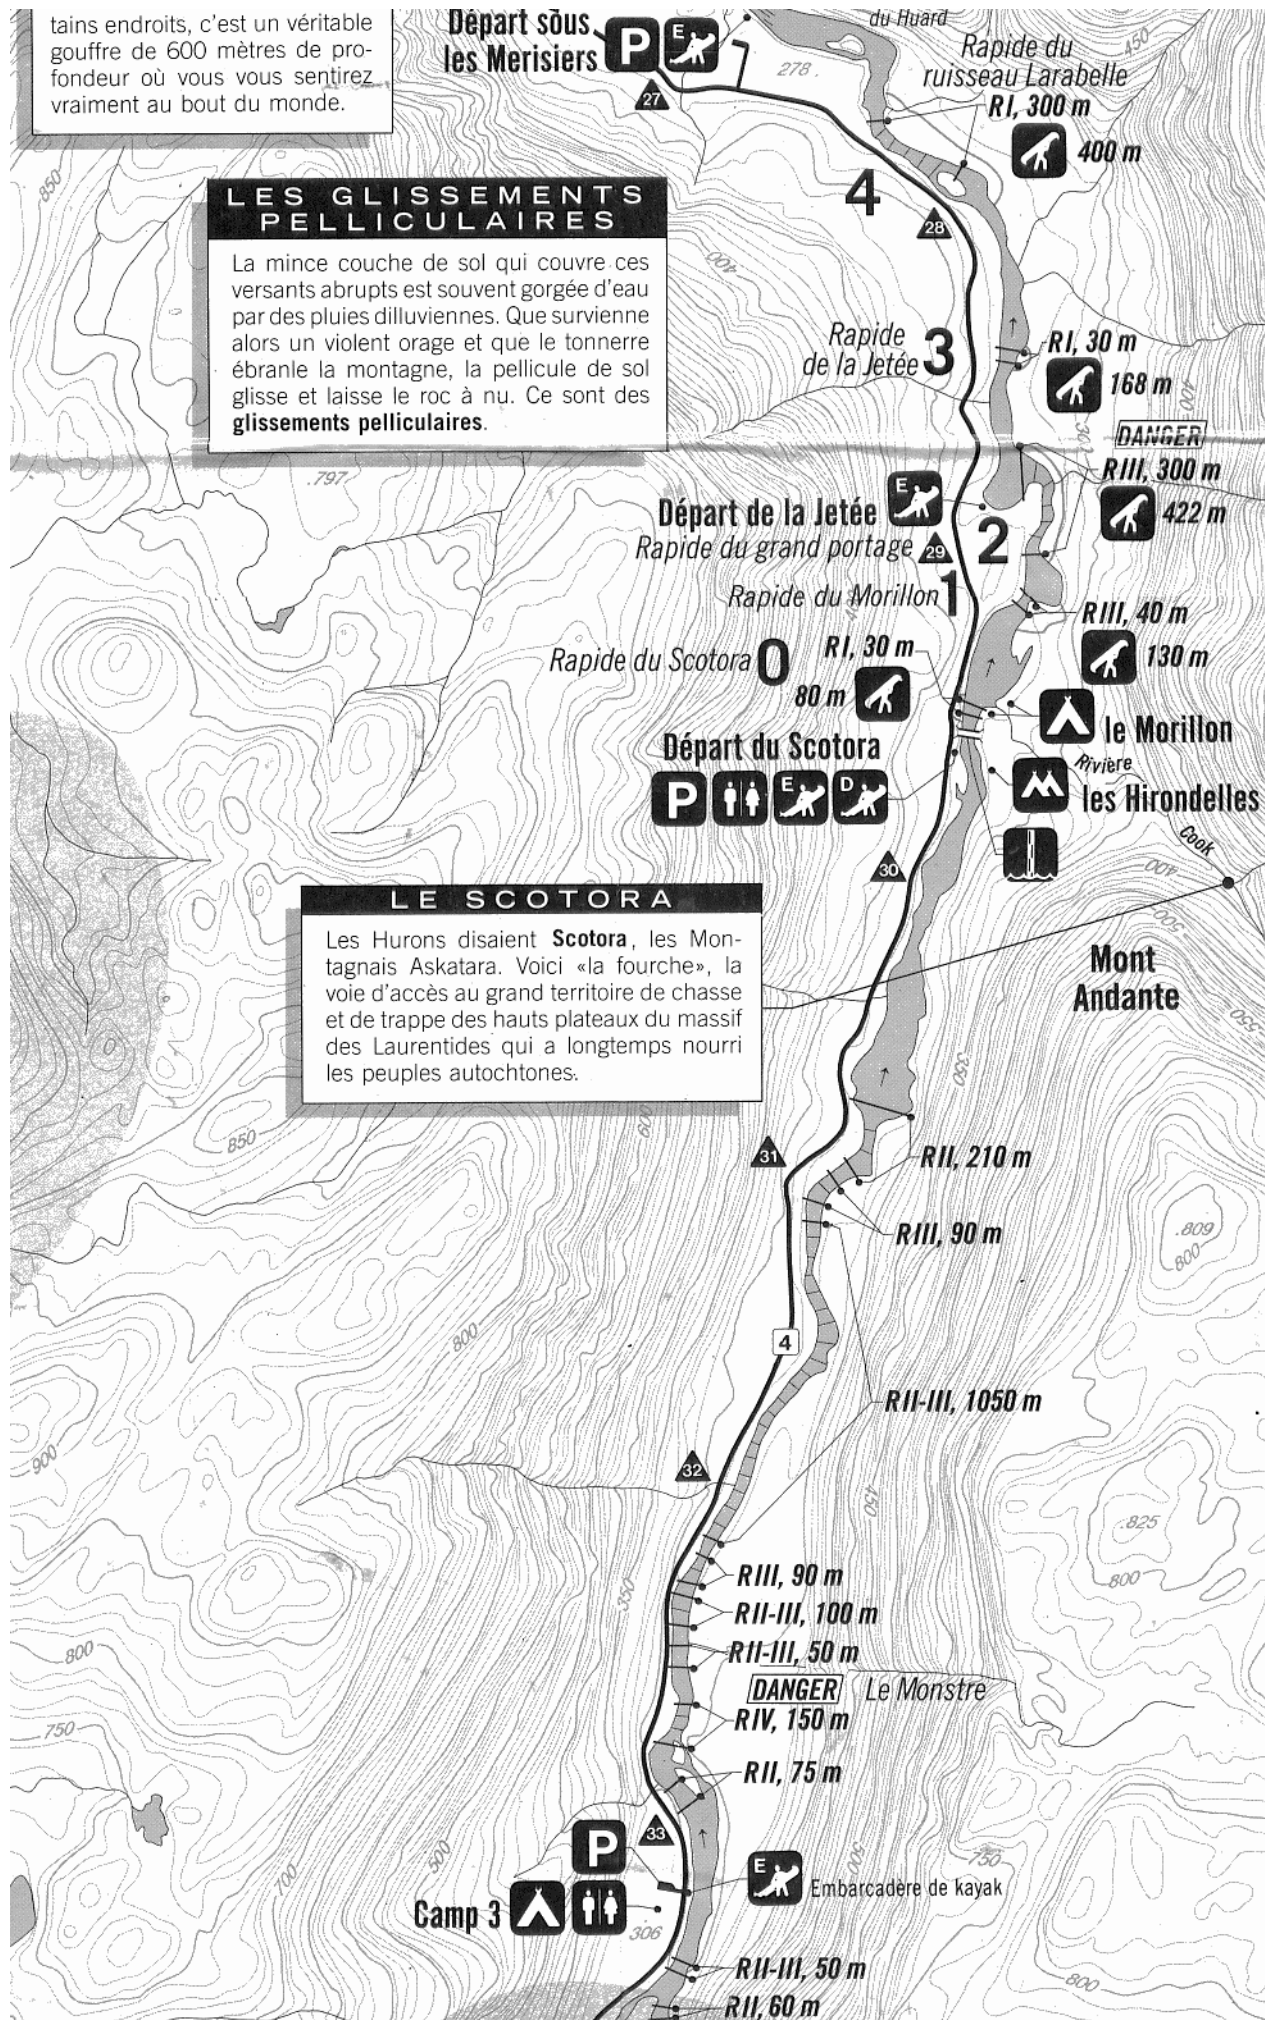 tains endroits, c'est un véritable
gouffre de 600 mètres de pro-
fondeur où vous vous sentirez
vraiment au bout du monde.
Départ sous
les Merisiers
P
E
27
278
du Huard
450
Rapide du
ruisseau Larabelle
RI, 300 m
400 m
850
4
28
400
LES GLISSEMENTS
PELLICULAIRES
La mince couche de sol qui couvre ces
versants abrupts est souvent gorgée d'eau
par des pluies dilluviennes. Que survienne
alors un violent orage et que le tonnerre
ébranle la montagne, la pellicule de sol
glisse et laisse le roc à nu. Ce sont des
glissements pelliculaires.
Rapide
de la Jetée
3
RI, 30 m
168 m
400
DANGER
RIII, 300 m
422 m
.797
Départ de la Jetée
E
Rapide du grand portage
29
2
Rapide du Morillon
1
RIII, 40 m
130 m
Rapide du Scotora
0
RI, 30 m
80 m
le Morillon
Départ du Scotora
P
E
D
Rivière
les Hirondelles
Cook
30
400
500
550
LE SCOTORA
Les Hurons disaient Scotora, les Mon-
tagnais Askatara. Voici «la fourche», la
voie d'accès au grand territoire de chasse
et de trappe des hauts plateaux du massif
des Laurentides qui a longtemps nourri
les peuples autochtones.
Mont
Andante
350
850
31
RII, 210 m
RIII, 90 m
.809
800
800
4
RII-III, 1050 m
900
32
450
.825
800
RIII, 90 m
350
RII-III, 100 m
800
RII-III, 50 m
DANGER
Le Monstre
RIV, 150 m
750
RII, 75 m
33
P
700
500
500
750
E
Embarcadère de kayak
Camp 3
306
RII-III, 50 m
800
RII, 60 m